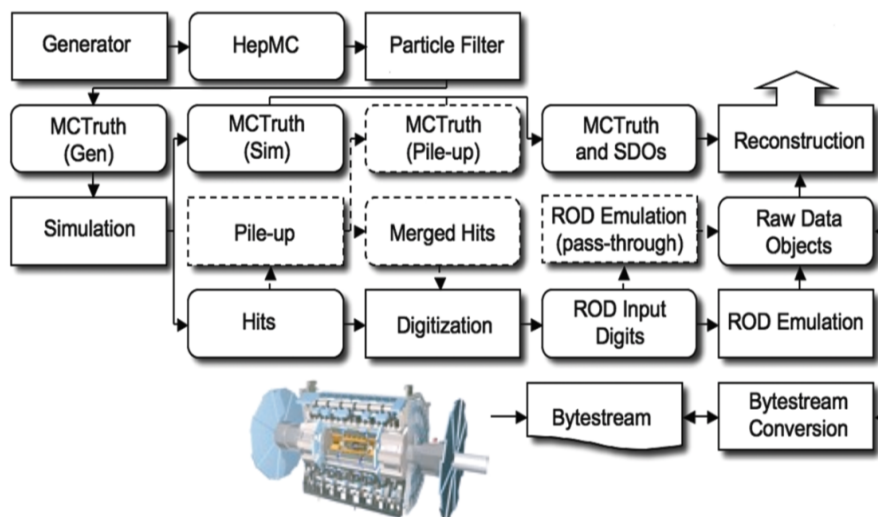 Generator
HepMC
Particle Filter
MCTruth
(Gen)
MCTruth
(Sim)
MCTruth
(Pile-up)
MCTruth
and SDOs
Reconstruction
Simulation
Pile-up
Merged Hits
ROD Emulation
(pass-through)
Raw Data
Objects
Hits
Digitization
ROD Input
Digits
ROD Emulation
Bytestream
Bytestream
Conversion